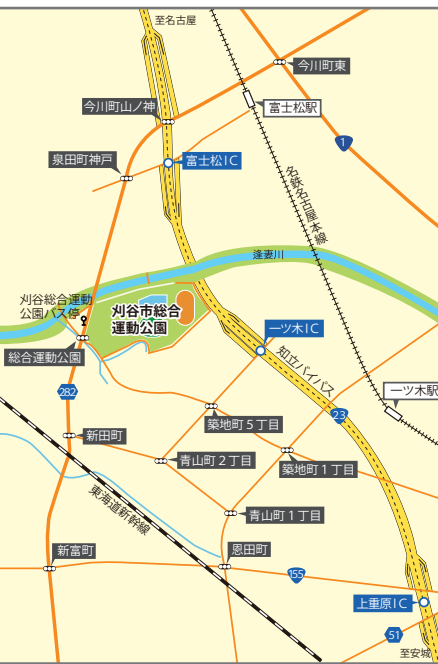 至名古屋
今川町東
今川町山ノ神
富士松駅
1
泉田町神戸
富士松IC
名鉄名古屋本線
逢妻川
刈谷総合運動
公園バス停
刈谷市総合
運動公園
一ツ木IC
総合運動公園
知立バイパス
282
一ツ木駅
23
築地町5丁目
新田町
青山町2丁目
築地町1丁目
東海道新幹線
青山町1丁目
新富町
恩田町
155
上重原IC
51
至安城